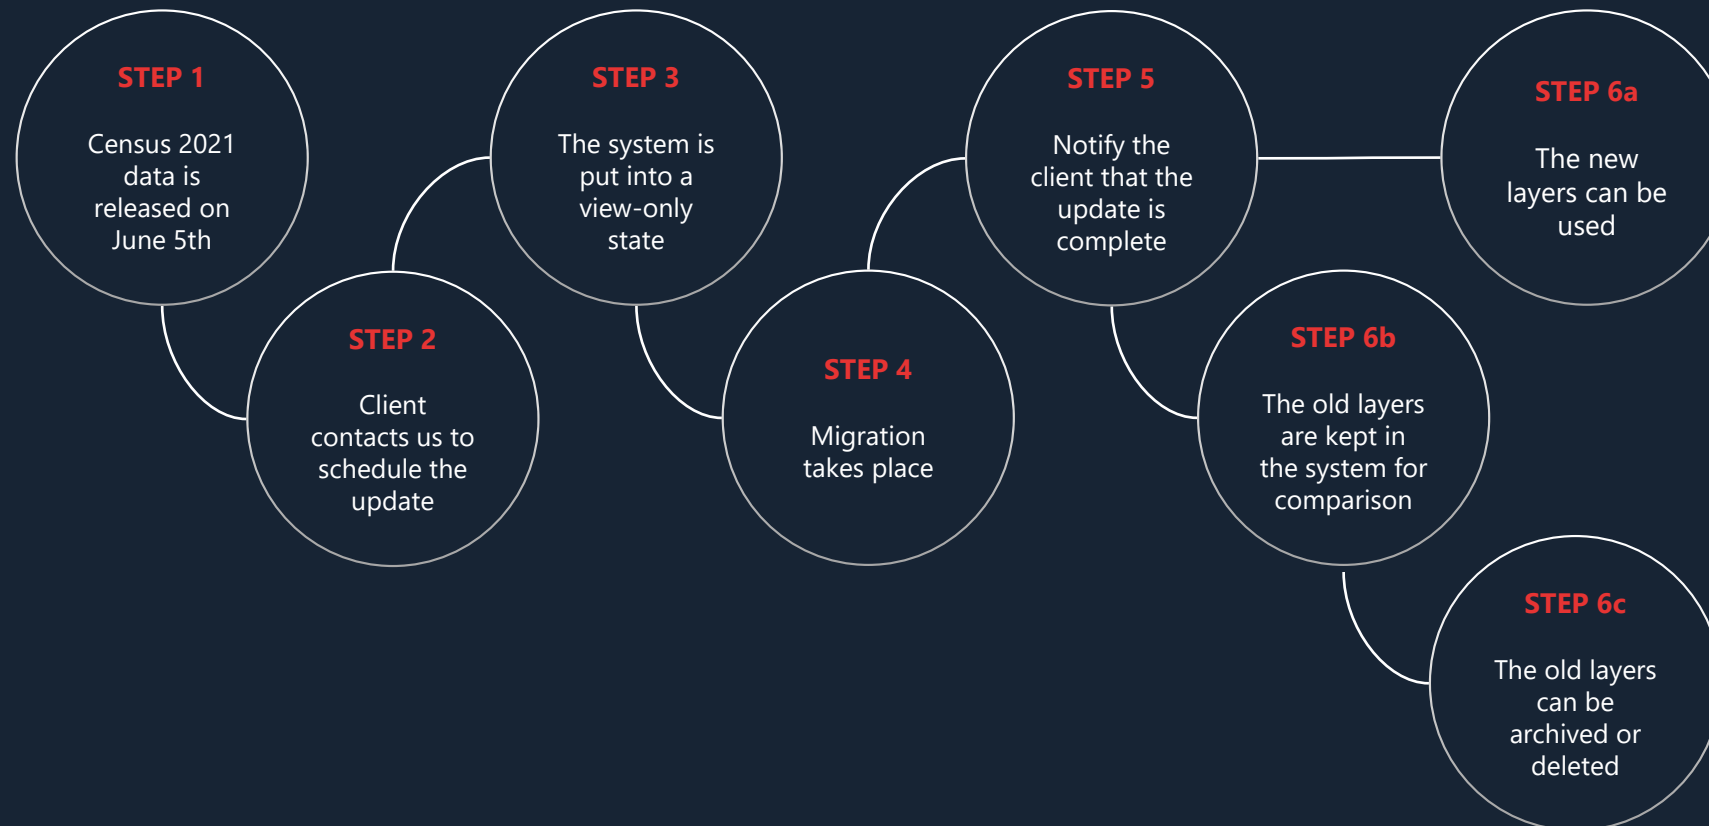 STEP 1
Census 2021
data is
released on
June 5th
STEP 2
Client
contacts us to
schedule the
update
STEP 3
The system is
put into a
view-only
state
STEP 4
Migration
takes place
STEP 5
Notify the
client that the
update is
complete
STEP 6a
The new
layers can be
used
STEP 6b
The old layers
are kept in
the system for
comparison
STEP 6c
The old layers
can be
archived or
deleted